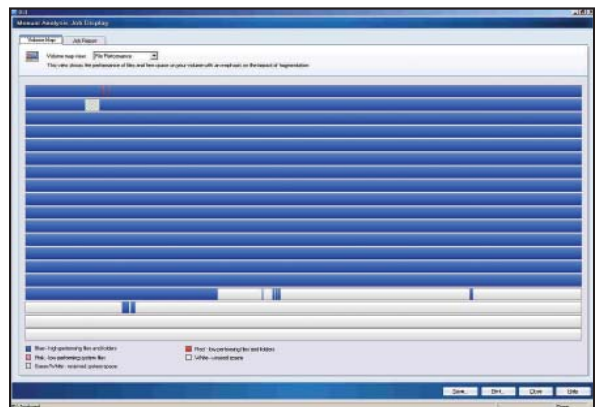 Manual Analysis: Job Display
Volume Map
Job Report
Volume map view: File Performance
This view shows the performance of files and free space on your volume with an emphasis on the impact of fragmentation
Blue - high-performing files and folders
Red - low-performing files and folders
Pink - low-performing system files
White - unused space
Green/White - reserved system space
Save...
Print...
Close
Help